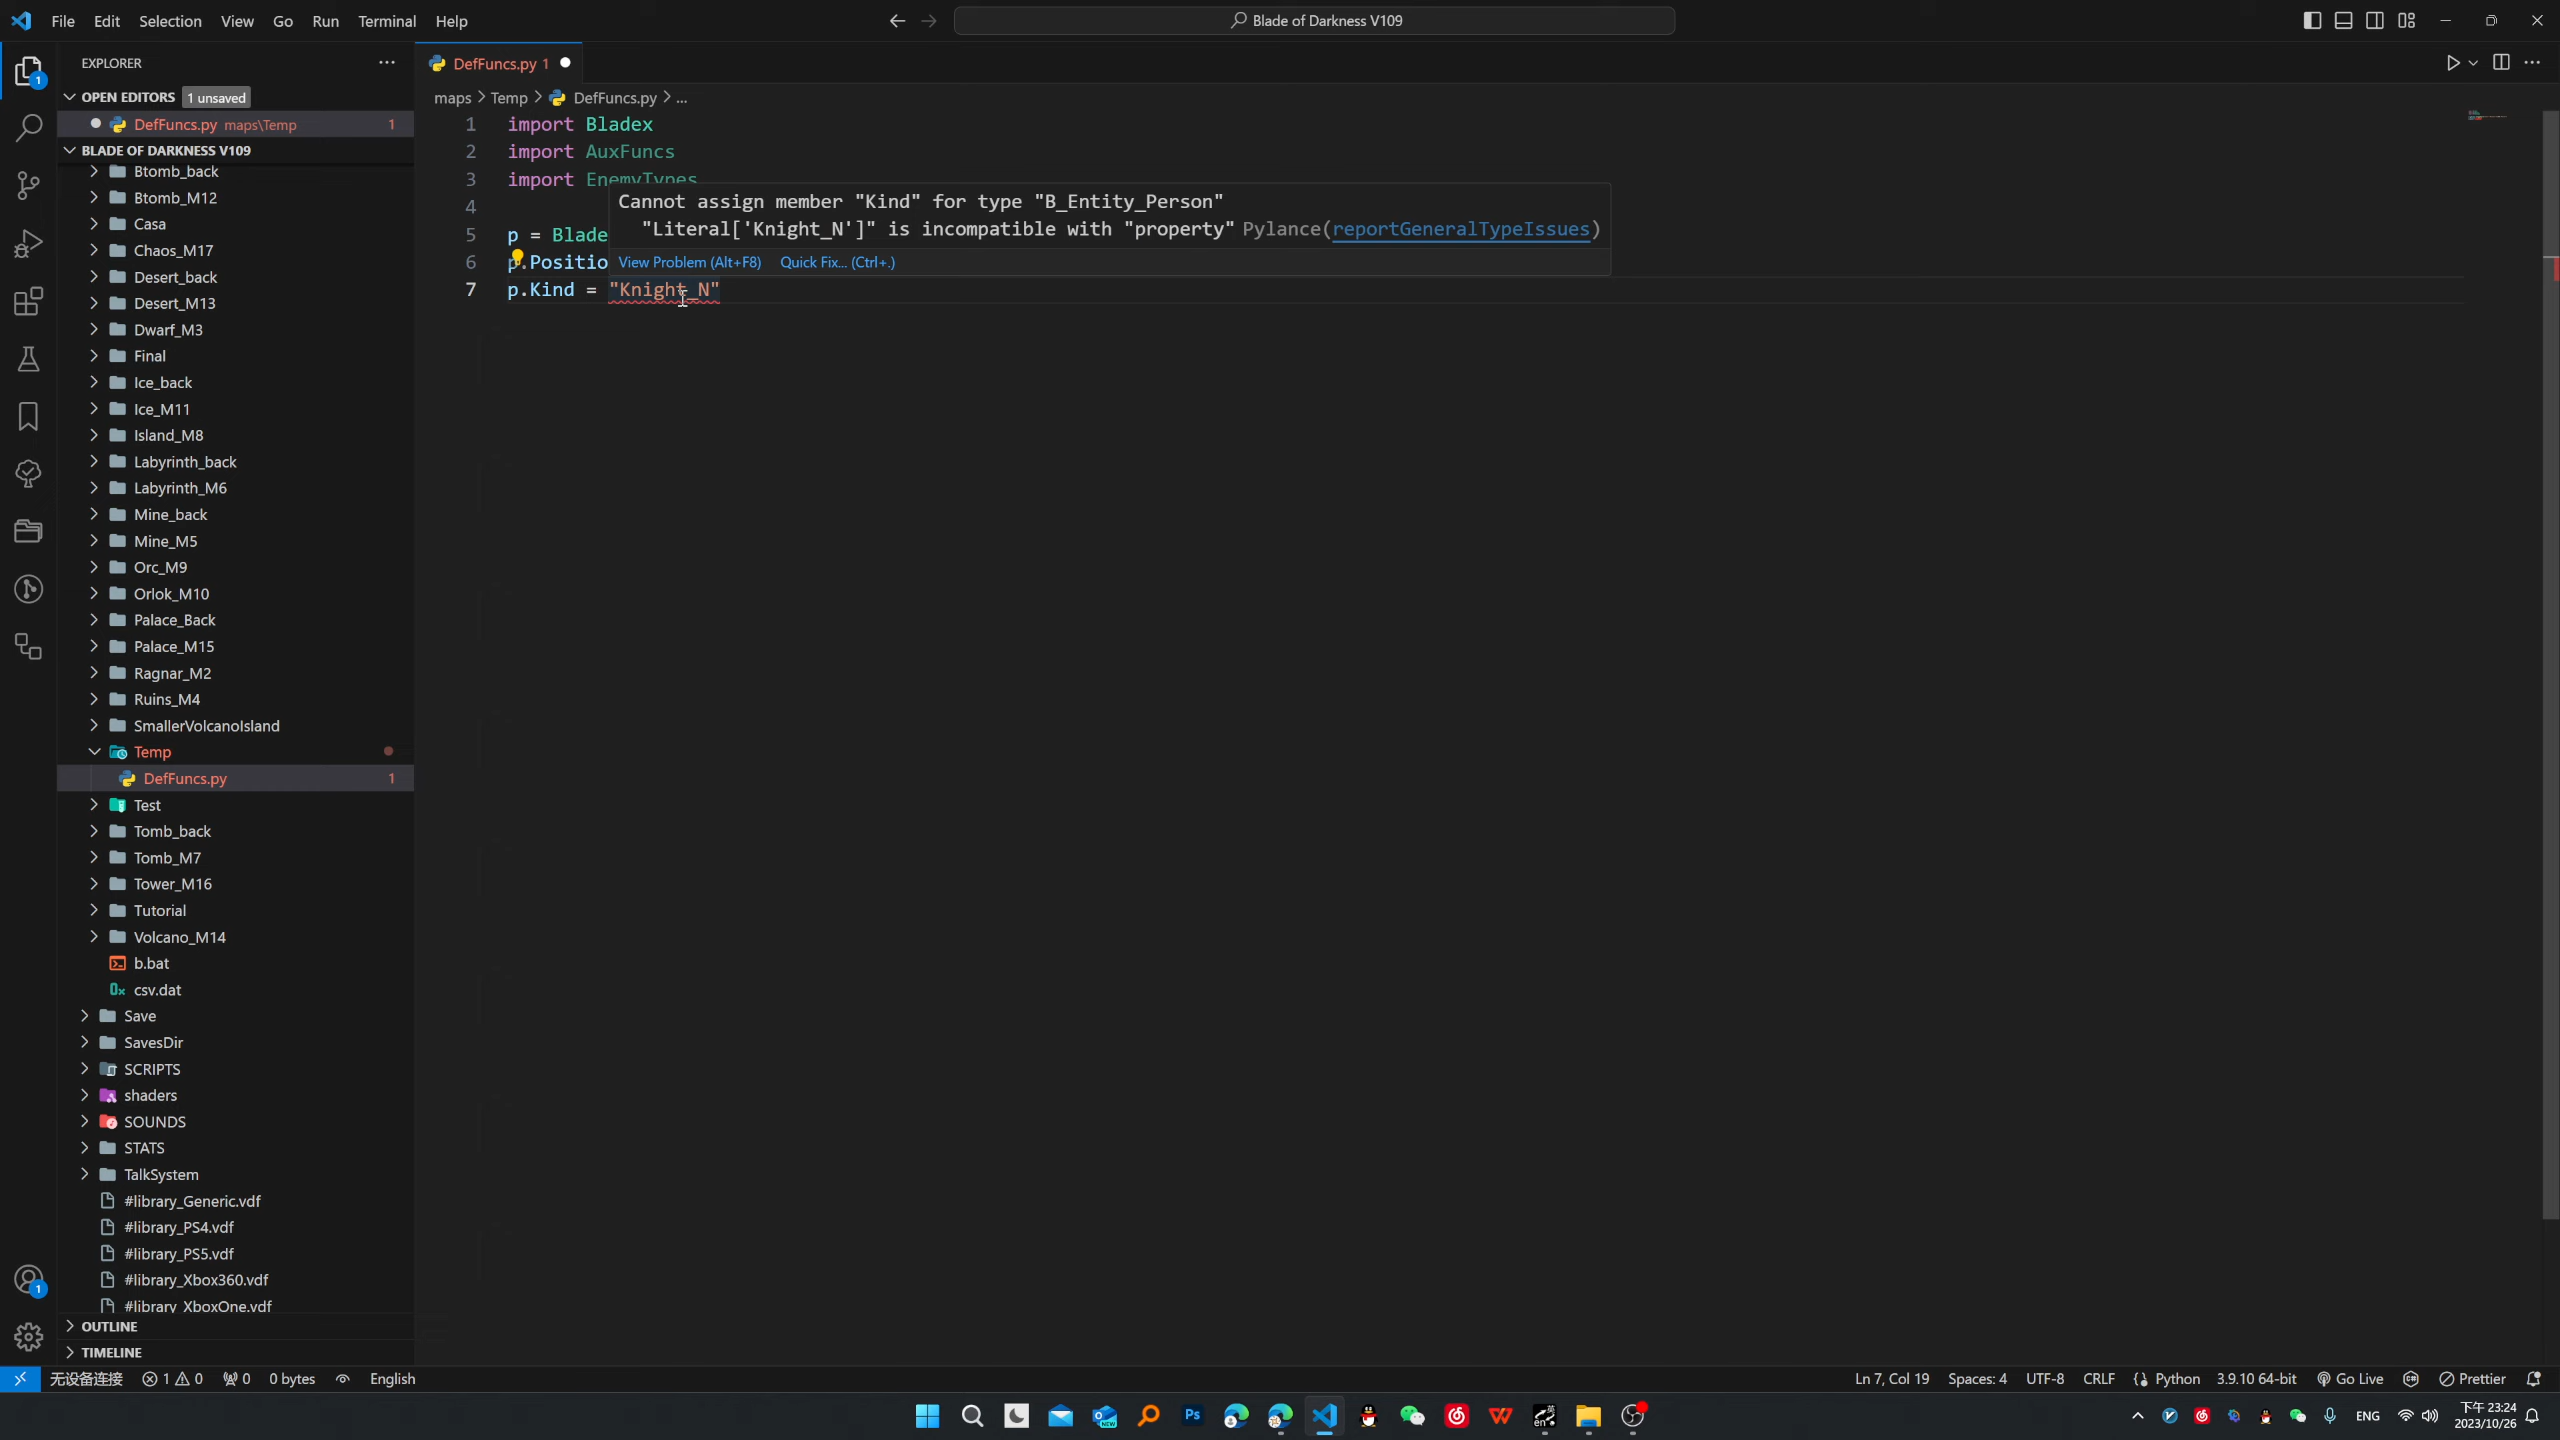 File Edit Selection View Go Run Terminal Help
Blade of Darkness V109
EXPLORER
OPEN EDITORS 1 unsaved
DefFuncs.py maps\Temp 1
BLADE OF DARKNESS V109
Btomb_back
Btomb_M12
Casa
Chaos_M17
Desert_back
Desert_M13
Dwarf_M3
Final
Ice_back
Ice_M11
Island_M8
Labyrinth_back
Labyrinth_M6
Mine_back
Mine_M5
Orc_M9
Orlok_M10
Palace_Back
Palace_M15
Ragnar_M2
Ruins_M4
SmallerVolcanoIsland
Temp
DefFuncs.py 1
Test
Tomb_back
Tomb_M7
Tower_M16
Tutorial
Volcano_M14
b.bat
csv.dat
Save
SavesDir
SCRIPTS
shaders
SOUNDS
STATS
TalkSystem
#library_Generic.vdf
#library_PS4.vdf
#library_PS5.vdf
#library_Xbox360.vdf
#library_XboxOne.vdf
OUTLINE
TIMELINE
DefFuncs.py 1
maps > Temp > DefFuncs.py > ...
1 import Bladex
2 import AuxFuncs
3 import EnemyTypes
4
5 p = Blade
6 p.Positio
7 p.Kind = "Knight_N"
Cannot assign member "Kind" for type "B_Entity_Person"
"Literal['Knight_N']" is incompatible with "property" Pylance(reportGeneralTypeIssues)
View Problem (Alt+F8) Quick Fix... (Ctrl+.)
无设备连接 1 0 0 0 bytes English
Ln 7, Col 19 Spaces: 4 UTF-8 CRLF Python 3.9.10 64-bit Go Live Prettier
ENG
下午 23:24
2023/10/26